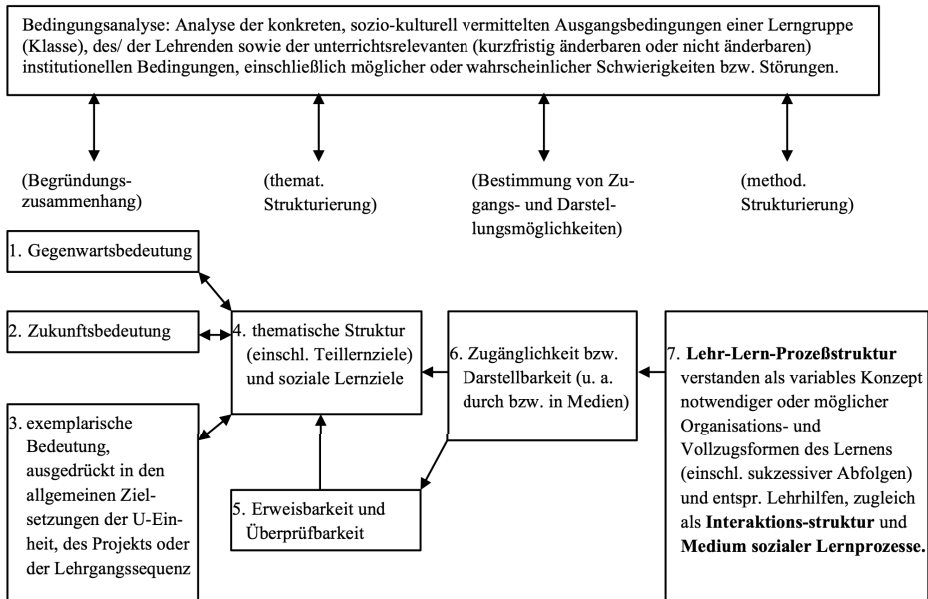 Bedingungsanalyse: Analyse der konkreten, sozio-kulturell vermittelten Ausgangsbedingungen einer Lerngruppe
(Klasse), des/ der Lehrenden sowie der unterrichtsrelevanten (kurzfristig änderbaren oder nicht änderbaren)
institutionellen Bedingungen, einschließlich möglicher oder wahrscheinlicher Schwierigkeiten bzw. Störungen.
(Begründungs-
zusammenhang)
(themat.
Strukturierung)
(Bestimmung von Zu-
gangs- und Darstel-
lungsmöglichkeiten)
(method.
Strukturierung)
1. Gegenwartsbedeutung
2. Zukunftsbedeutung
3. exemplarische
Bedeutung,
ausgedrückt in den
allgemeinen Ziel-
setzungen der U-Ein-
heit, des Projekts oder
der Lehrgangssequenz
4. thematische Struktur
(einschl. Teillernziele)
und soziale Lernziele
5. Erweisbarkeit und
Überprüfbarkeit
6. Zugänglichkeit bzw.
Darstellbarkeit (u. a.
durch bzw. in Medien)
7. Lehr-Lern-Prozeßstruktur
verstanden als variables Konzept
notwendiger oder möglicher
Organisations- und
Vollzugsformen des Lernens
(einschl. sukzessiver Abfolgen)
und entspr. Lehrhilfen, zugleich
als Interaktions-struktur und
Medium sozialer Lernprozesse.